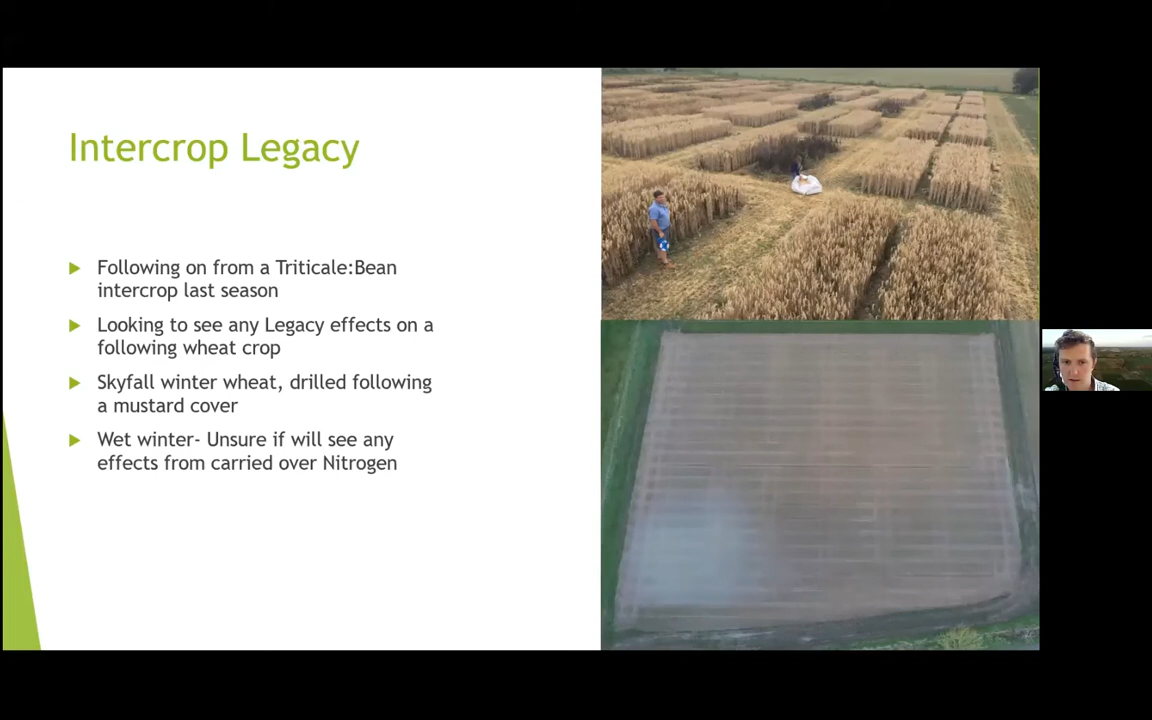 Intercrop Legacy
Following on from a Triticale:Bean
intercrop last season
Looking to see any Legacy effects on a
following wheat crop
Skyfall winter wheat, drilled following
a mustard cover
Wet winter- Unsure if will see any
effects from carried over Nitrogen